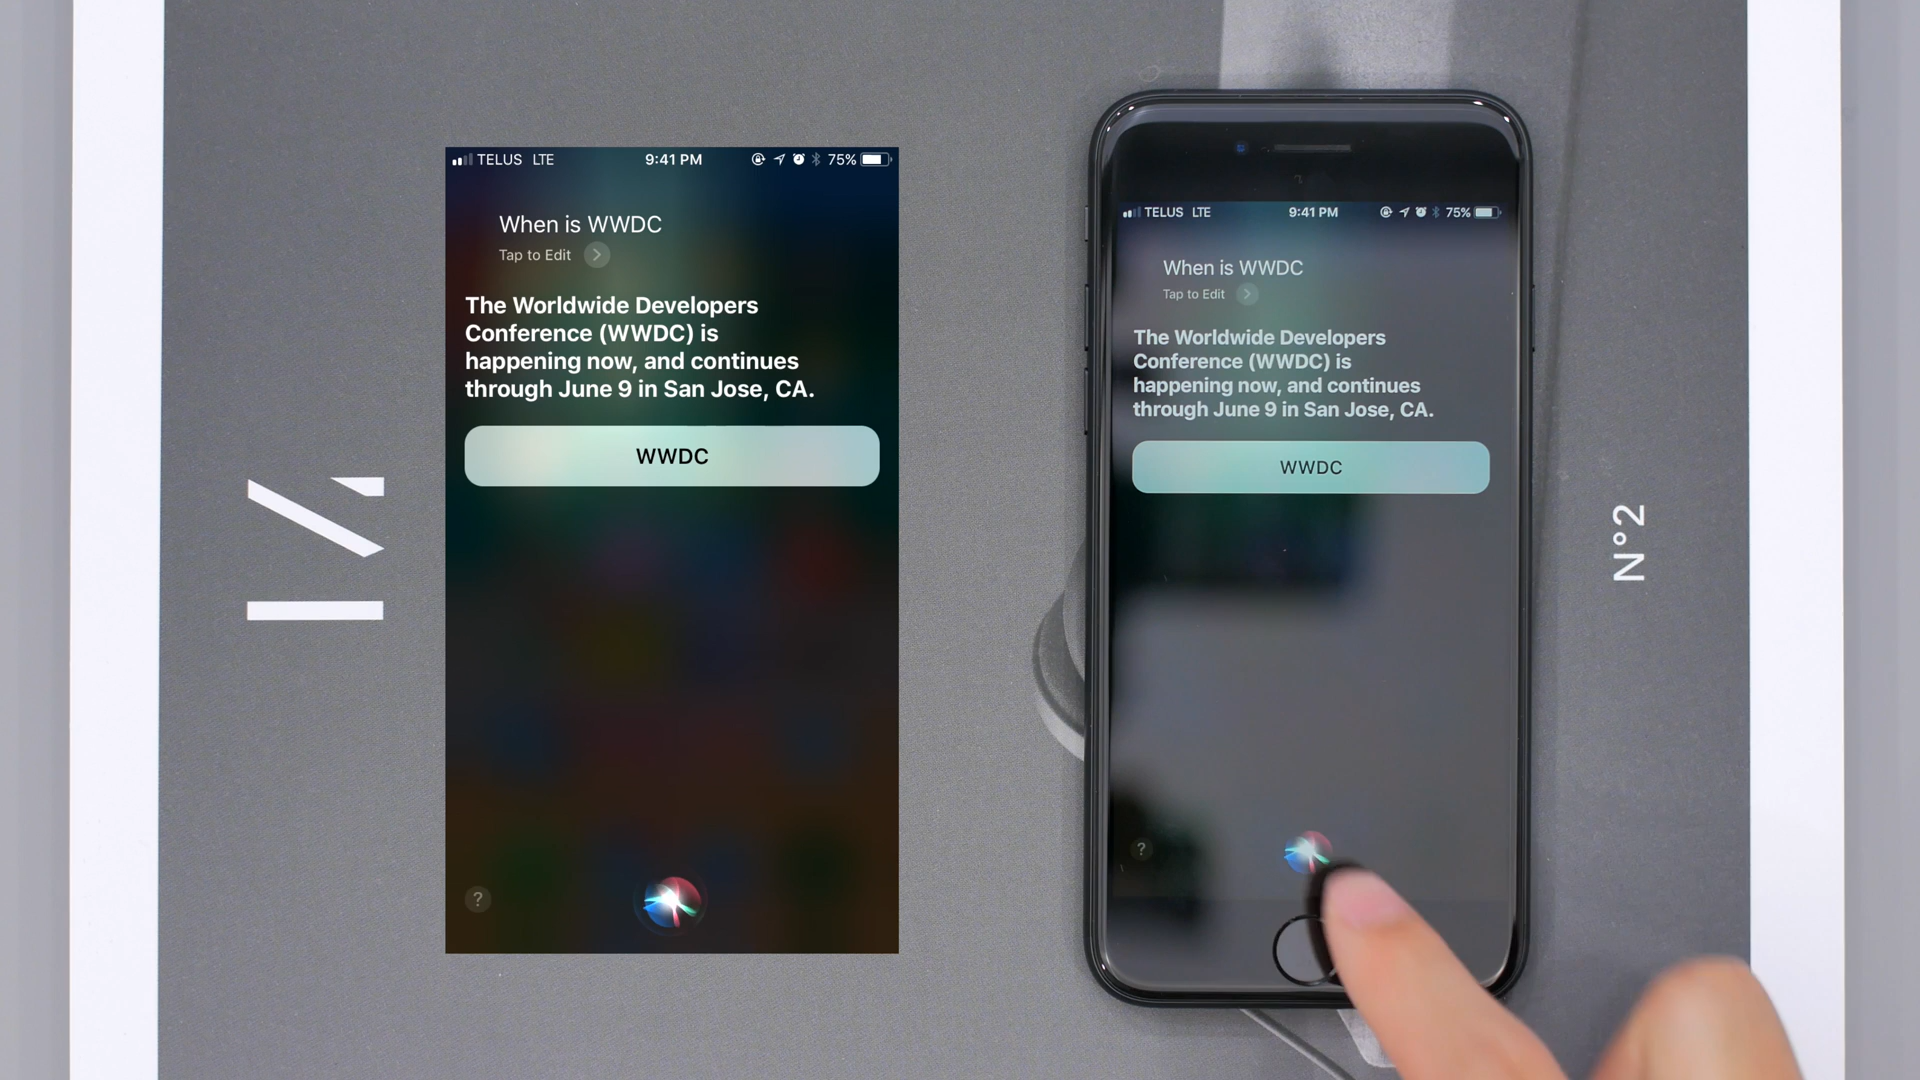 TELUS LTE 9:41 PM 75%
When is WWDC
Tap to Edit
The Worldwide Developers
Conference (WWDC) is
happening now, and continues
through June 9 in San Jose, CA.
WWDC
?
TELUS LTE 9:41 PM 75%
When is WWDC
Tap to Edit
The Worldwide Developers
Conference (WWDC) is
happening now, and continues
through June 9 in San Jose, CA.
WWDC
?
N°2